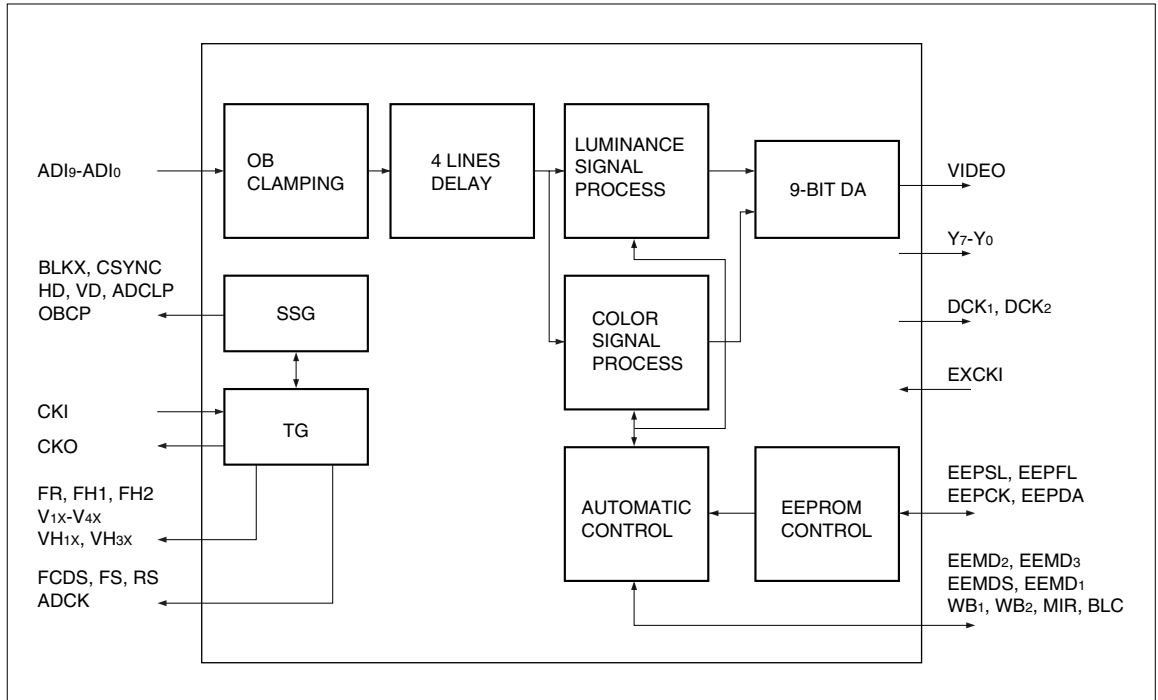 ADI9-ADI0
OB
CLAMPING
4 LINES
DELAY
LUMINANCE
SIGNAL
PROCESS
9-BIT DA
VIDEO
Y7-Y0
BLKX, CSYNC
HD, VD, ADCLP
OBCP
SSG
COLOR
SIGNAL
PROCESS
DCK1, DCK2
EXCKI
CKI
CKO
TG
FR, FH1, FH2
V1X-V4X
VH1X, VH3X
FCDS, FS, RS
ADCK
AUTOMATIC
CONTROL
EEPROM
CONTROL
EEPSL, EEPFL
EEPCK, EEPDA
EEMD2, EEMD3
EEMDS, EEMD1
WB1, WB2, MIR, BLC